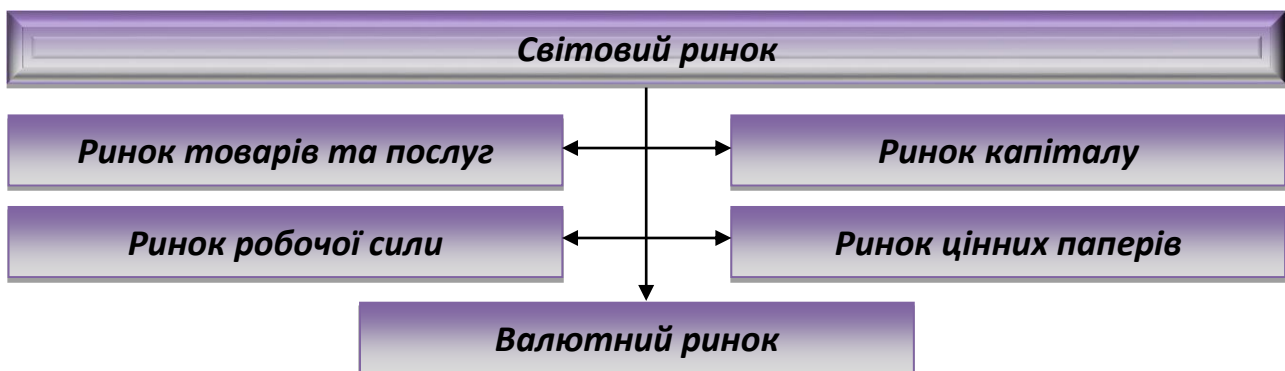 Світовий ринок
Ринок товарів та послуг
Ринок капіталу
Ринок робочої сили
Ринок цінних паперів
Валютний ринок